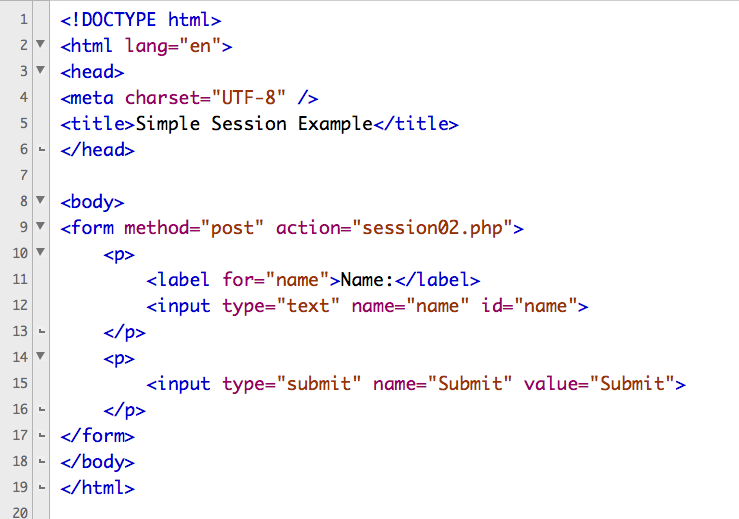 1 <!DOCTYPE html>
2 <html lang="en">
3 <head>
4 <meta charset="UTF-8" />
5 <title>Simple Session Example</title>
6 </head>
7
8 <body>
9 <form method="post" action="session02.php">
10 <p>
11 <label for="name">Name:</label>
12 <input type="text" name="name" id="name">
13 </p>
14 <p>
15 <input type="submit" name="Submit" value="Submit">
16 </p>
17 </form>
18 </body>
19 </html>
20